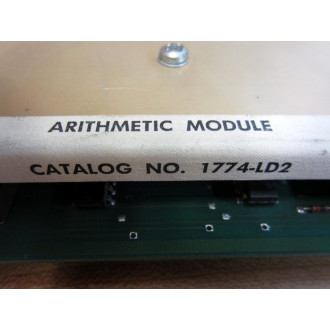 ARITHMETIC MODULE
CATALOG NO. 1774-LD2